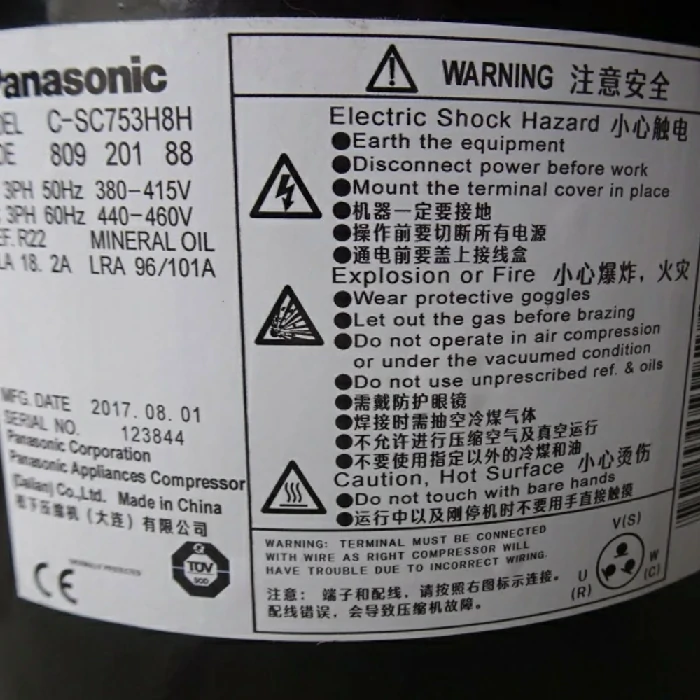 Panasonic
C-SC753H8H
809 201 88
3PH 50Hz 380-415V
3PH 60Hz 440-460V
R22 MINERAL OIL
18. 2A LRA 96/101A
MFG. DATE 2017. 08. 01
SERIAL NO. 123844
Panasonic Corporation
Panasonic Appliances Compressor
(Dalian) Co., Ltd. Made in China
松下压缩机（大连）有限公司
CE
TÜV
WARNING 注意安全
Electric Shock Hazard 小心触电
●Earth the equipment
●Disconnect power before work
●Mount the terminal cover in place
●机器一定要接地
●操作前要切断所有电源
●通电前要盖上接线盒
Explosion or Fire 小心爆炸，火灾
●Wear protective goggles
●Let out the gas before brazing
●Do not operate in air compression
or under the vacuumed condition
●Do not use unprescribed ref. & oils
●需戴防护眼镜
●焊接时需抽空冷煤气体
●不允许进行压缩空气及真空运行
●不要使用指定以外的冷煤和油
Caution, Hot Surface 小心烫伤
●Do not touch with bare hands
●运行中以及刚停机时不要用手直接触摸
WARNING: TERMINAL MUST BE CONNECTED
WITH WIRE AS RIGHT COMPRESSOR WILL
HAVE TROUBLE DUE TO INCORRECT WIRING.
注意： 端子和配线，请按照右图标示连接。
配线错误，会导致压缩机故障。
V(S)
U
(R)
W
(C)